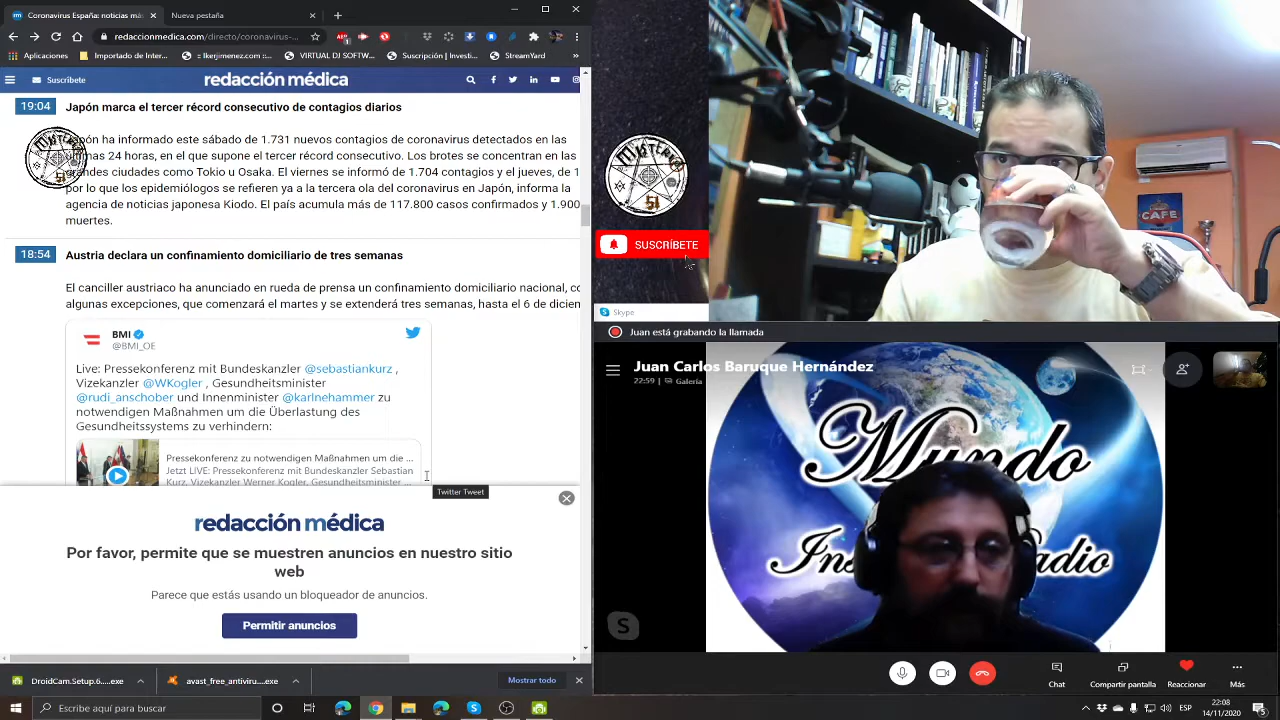 Coronavirus España noticias más
Nueva pestaña
redaccionmedica.com/directo/coronavirus-...
Aplicaciones
Importado de Inter...
= Ikerjimenezz.con ::
VIRTUAL DJ SOFTW...
Suscripción | Investi...
StreamYard
Suscríbete
redacción médica
19:04
Japón marca el tercer récord consecutivo de contagios diarios
ha informado este sábado de 1.731 nuevos contagios de coronavirus detectados en las
24 horas, en el que supone el tercer récord consecutivo. Los brotes se concentran en las
ciudades como Tokiu u Osaka. El viernes se informó de 1.704 contagios y el jueves, de 1
por lo que los epidemiólogos se refieren ya a la tercera ola del coronavirus en Japón, informa la
agencia de noticias japonesa Kiodo. El país acumula más de 117.800 casos confirmados y 1.900
muertes.
18:54
Austria declara un confinamiento domiciliario de tres semanas
El canciller austriaco ha anunciado en rueda de prensa un confinamiento domiciliario nacional, c
algunas excepciones, que comenzará el martes y se extenderá tres semanas, hasta el 6 de dicien
BMI
@BMI_OE
Live: Pressekonferenz mit Bundeskanzler @sebastiankurz ,
Vizekanzler @WKogler , Gesundheitsminister
@rudi_anschober und Innenminister @karlnehammer zu
notwendigen Maßnahmen um die Überlastung des
Gesundheitssystems zu verhindern:
Pressekonferenz zu notwendigen Maßnahmen um die ...
Jetzt LIVE: Pressekonferenz mit Bundeskanzler Sebastian
Kurz, Vizekanzler Werner Kogler, Gesundheitsminister ...
Twitter Tweet
redacción médica
Por favor, permite que se muestren anuncios en nuestro sitio
web
Parece que estás usando un bloqueador de anuncios.
Permitir anuncios
DroidCam.Setup.6.....exe
avast_free_antiviru....exe
Mostrar todo
Escribe aquí para buscar
51
SUSCRÍBETE
CAFE
Skype
Juan está grabando la llamada
Juan Carlos Baruque Hernández
22:59 | Galería
Mundo
Chat
Compartir pantalla
Reaccionar
Más
ESP
22:08
14/11/2020